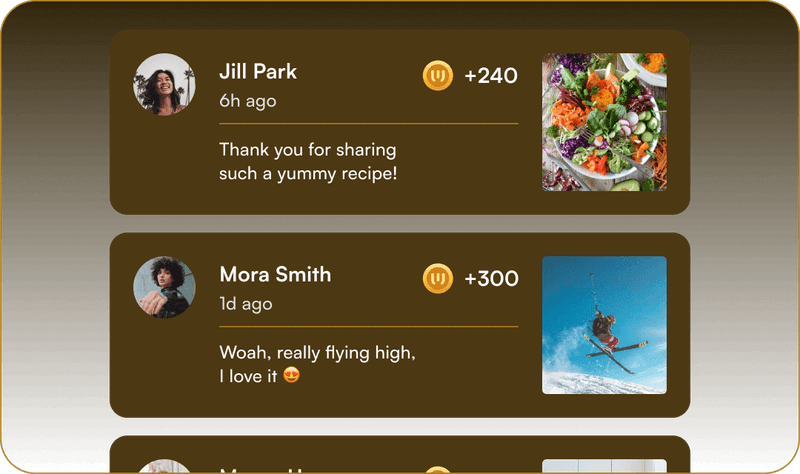 Jill Park
+240
6h ago
Thank you for sharing
such a yummy recipe!
Mora Smith
+300
1d ago
Woah, really flying high,
I love it 😍